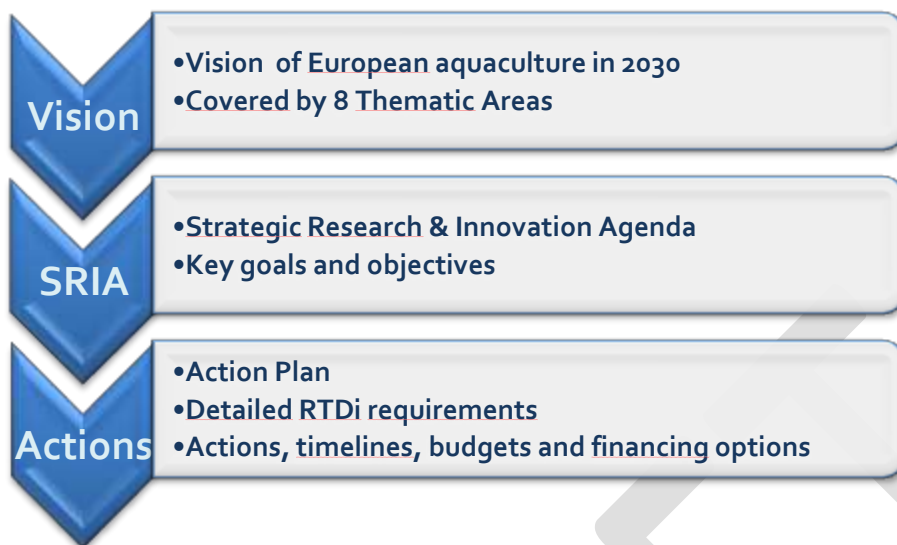 Vision
•Vision of European aquaculture in 2030
•Covered by 8 Thematic Areas
SRIA
•Strategic Research & Innovation Agenda
•Key goals and objectives
Actions
•Action Plan
•Detailed RTDi requirements
•Actions, timelines, budgets and financing options